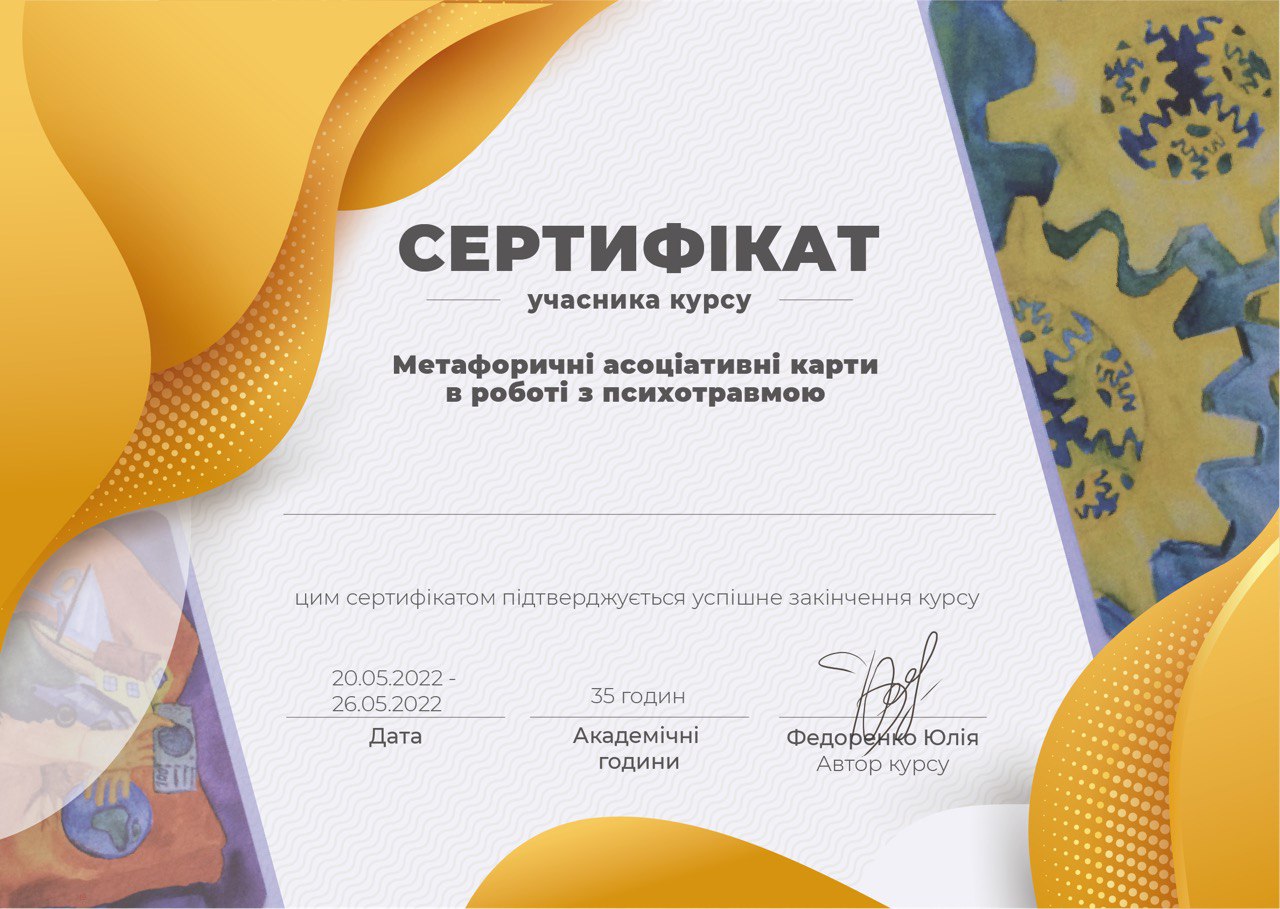 СЕРТИФІКАТ
учасника курсу
Метафоричні асоціативні карти
в роботі з психотравмою
цим сертифікатом підтверджується успішне закінчення курсу
20.05.2022 -
26.05.2022
Дата
35 годин
Академічні
години
Федоренко Юлія
Автор курсу